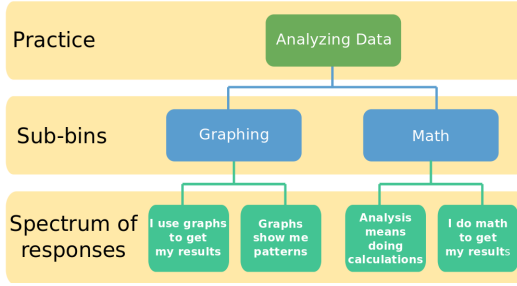 Practice
Analyzing Data
Sub-bins
Graphing
Math
Spectrum of
responses
I use graphs
to get
my results
Graphs
show me
patterns
Analysis
means
doing
calculations
I do math
to get
my results